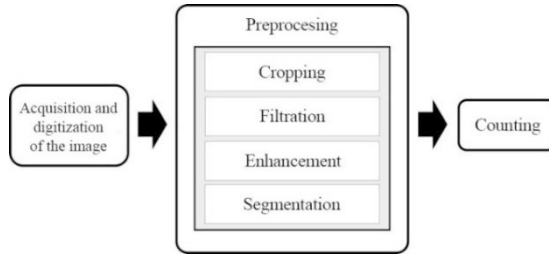 Acquisition and
digitization
of the image
Preprocesing
Cropping
Filtration
Enhancement
Segmentation
Counting